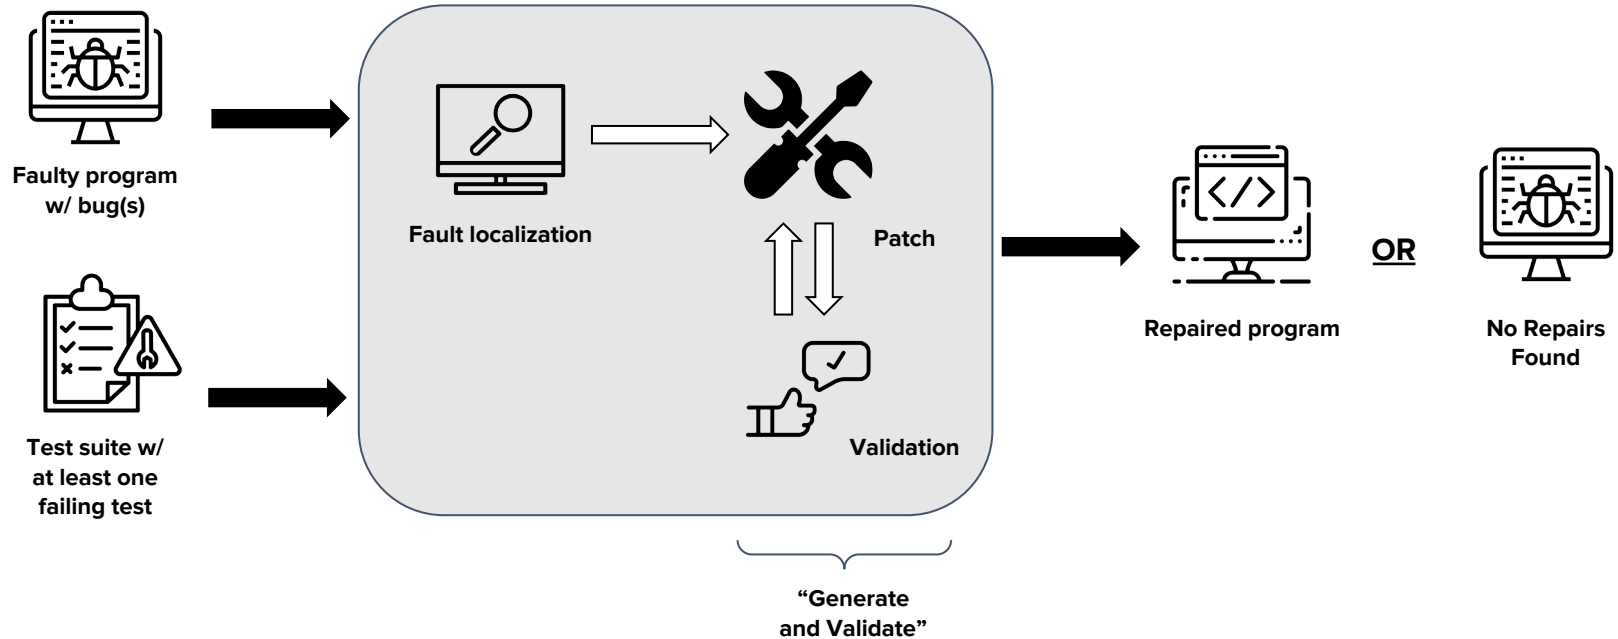 Faulty program
w/ bug(s)
Test suite w/
at least one
failing test
Fault localization
Patch
Validation
“Generate
and Validate”
Repaired program
OR
No Repairs
Found